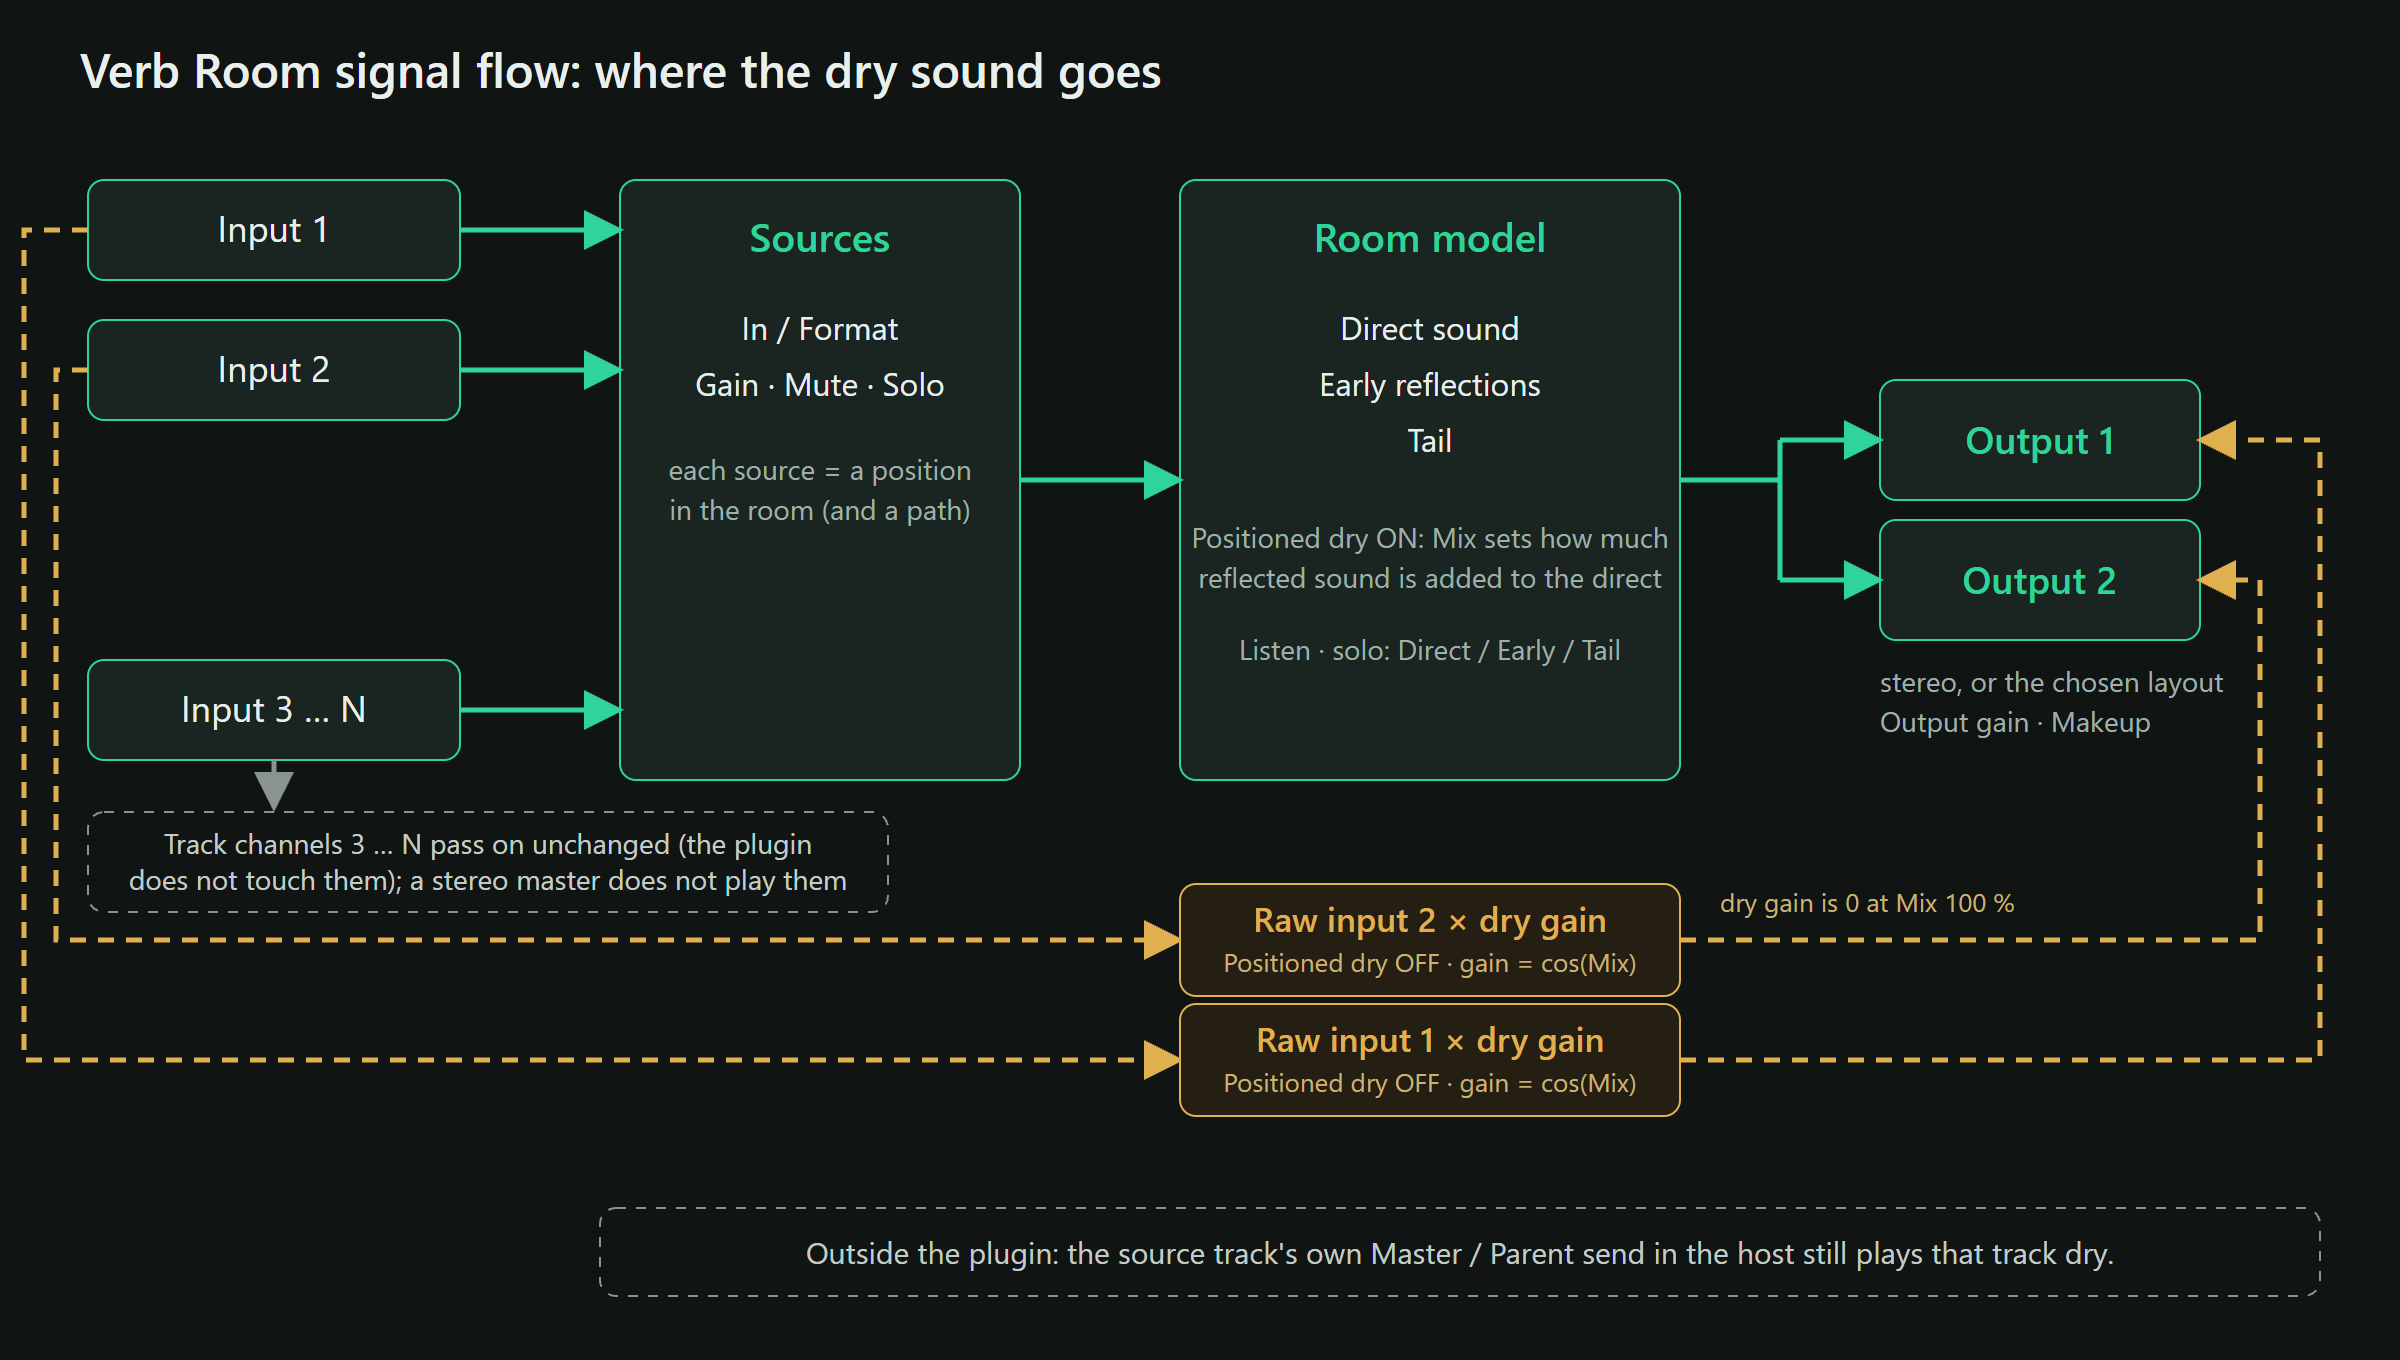 Verb Room signal flow: where the dry sound goes
Input 1
Input 2
Input 3 ... N
Track channels 3 ... N pass on unchanged (the plugin
does not touch them); a stereo master does not play them
Sources
In / Format
Gain · Mute · Solo
each source = a position
in the room (and a path)
Room model
Direct sound
Early reflections
Tail
Positioned dry ON: Mix sets how much
reflected sound is added to the direct
Listen · solo: Direct / Early / Tail
Output 1
Output 2
stereo, or the chosen layout
Output gain · Makeup
Raw input 2 × dry gain
Positioned dry OFF · gain = cos(Mix)
dry gain is 0 at Mix 100 %
Raw input 1 × dry gain
Positioned dry OFF · gain = cos(Mix)
Outside the plugin: the source track's own Master / Parent send in the host still plays that track dry.